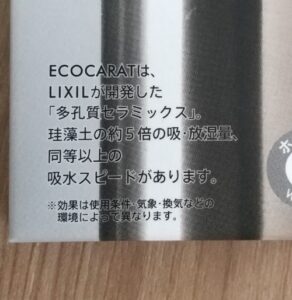 ECOCARATは、
LIXILが開発した
「多孔質セラミックス」。
珪藻土の約5倍の吸・放湿量、
同等以上の
吸水スピードがあります。
※効果は使用条件・気象・換気などの
環境によって異なります。
ホ